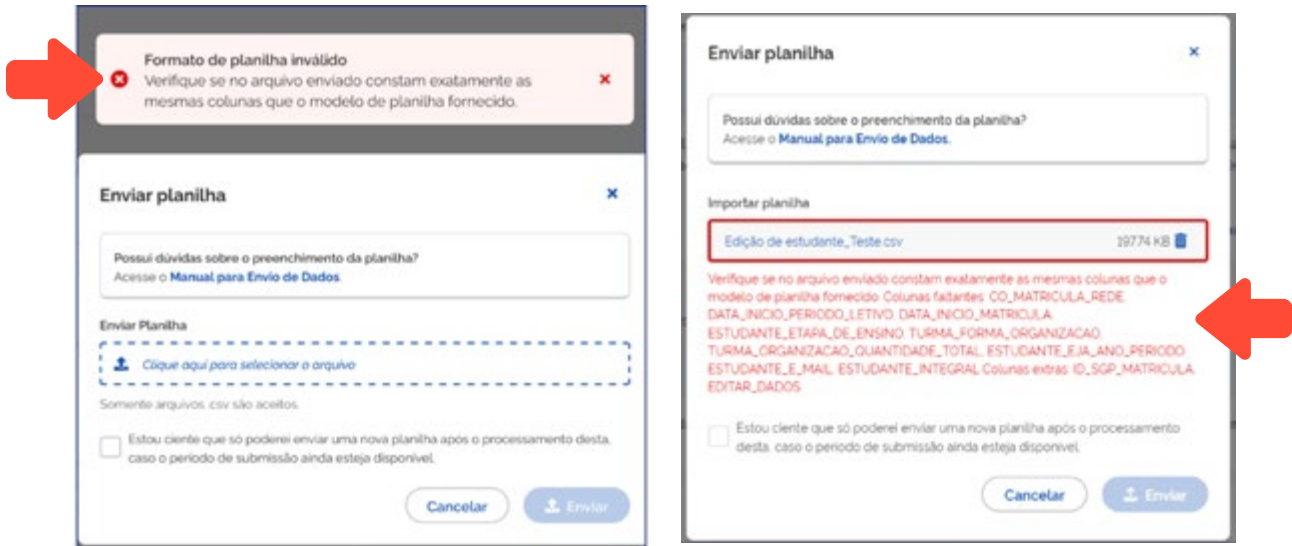 Formato de planilha inválido
Verifique se no arquivo enviado constam exatamente as
mesmas colunas que o modelo de planilha fornecido.
Enviar planilha
Possui dúvidas sobre o preenchimento da planilha?
Acesse o Manual para Envio de Dados
Enviar Planilha
Clique aqui para selecionar o arquivo
Somente arquivos .csv são aceitos.
Estou ciente que só poderei enviar uma nova planilha após o processamento desta,
caso o período de submissão ainda esteja disponível.
Cancelar
Enviar
Enviar planilha
Possui dúvidas sobre o preenchimento da planilha?
Acesse o Manual para Envio de Dados.
Importar planilha
Edição de estudante_Teste.csv 197.74 KB
Verifique se no arquivo enviado constam exatamente as mesmas colunas que o
modelo de planilha fornecido. Colunas faltantes: CO_MATRICULA_REDE,
DATA_INICIO_PERIODO_LETIVO, DATA_INICIO_MATRICULA,
ESTUDANTE_ETAPA_DE_ENSINO, TURMA_FORMA_ORGANIZACAO,
TURMA_ORGANIZACAO_QUANTIDADE_TOTAL, ESTUDANTE_EJA_ANO_PERIODO,
ESTUDANTE_E_MAIL, ESTUDANTE_INTEGRAL. Colunas extras: ID_SGP_MATRICULA,
EDITAR_DADOS
Estou ciente que só poderei enviar uma nova planilha após o processamento
desta, caso o período de submissão ainda esteja disponível.
Cancelar
Enviar